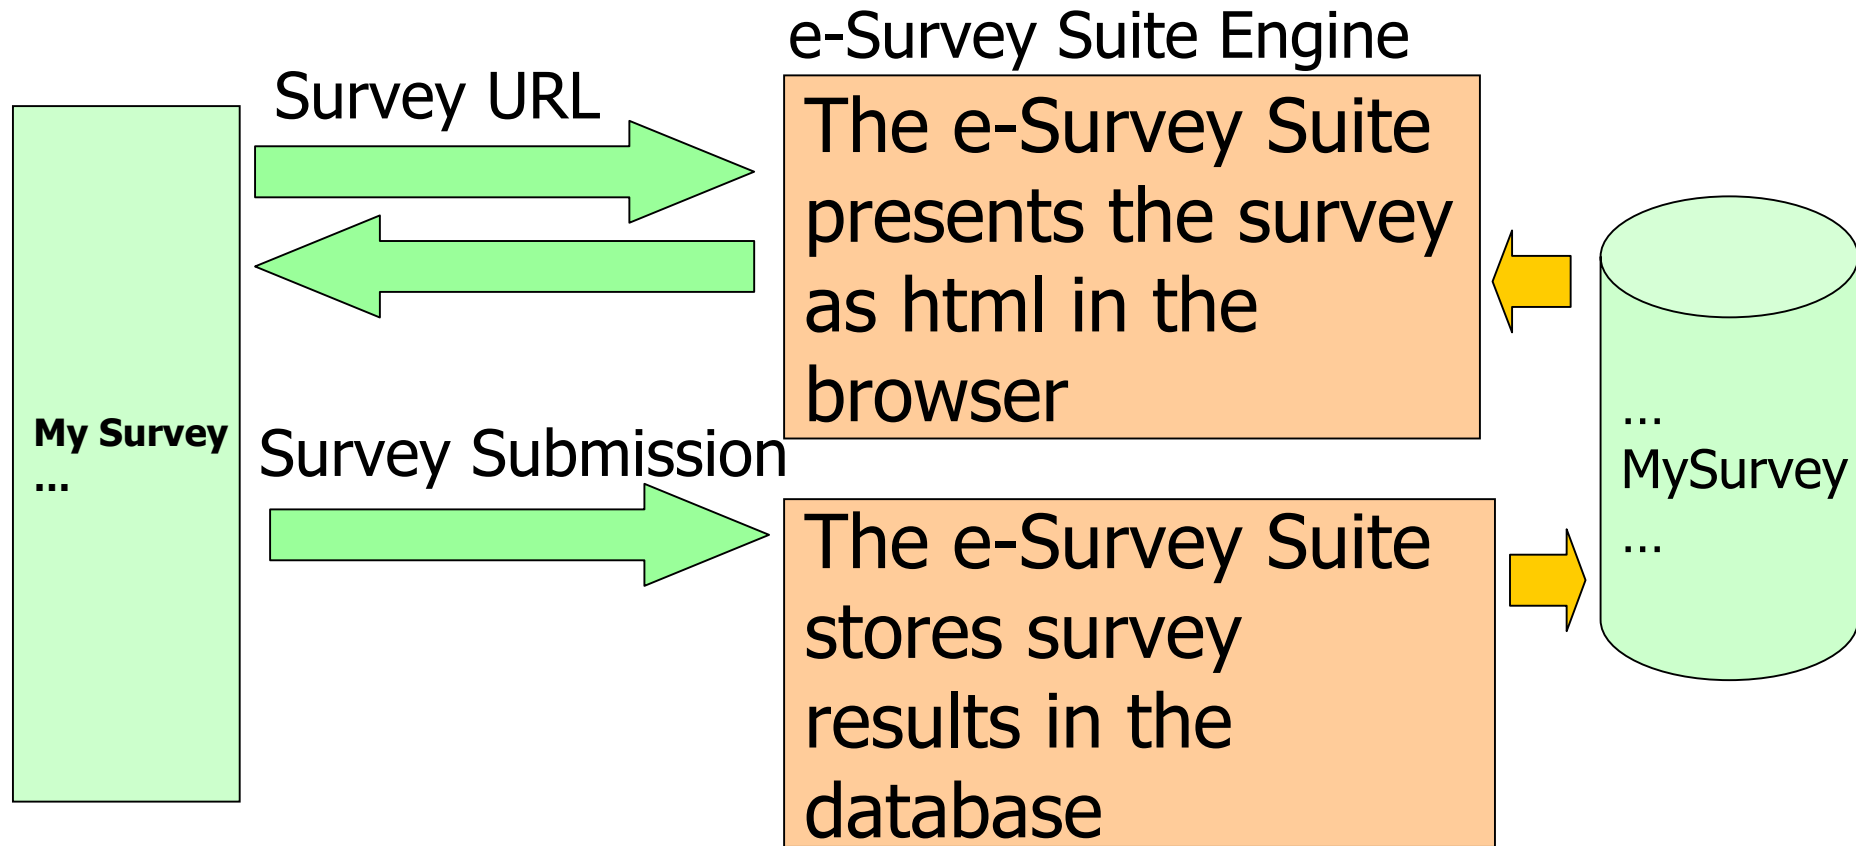 e-Survey Suite Engine
Survey URL
The e-Survey Suite
presents the survey
as html in the
browser
My Survey
...
Survey Submission
...
MySurvey
...
The e-Survey Suite
stores survey
results in the
database